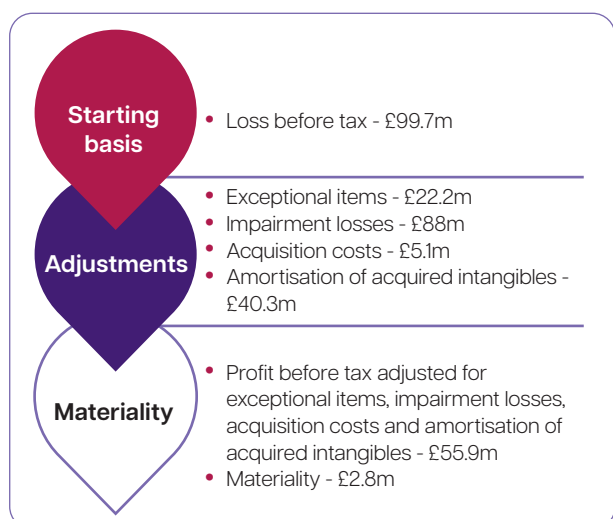 Starting
basis
• Loss before tax - £99.7m
Adjustments
• Exceptional items - £22.2m
• Impairment losses - £88m
• Acquisition costs - £5.1m
• Amortisation of acquired intangibles -
£40.3m
Materiality
• Profit before tax adjusted for
exceptional items, impairment losses,
acquisition costs and amortisation of
acquired intangibles - £55.9m
• Materiality - £2.8m